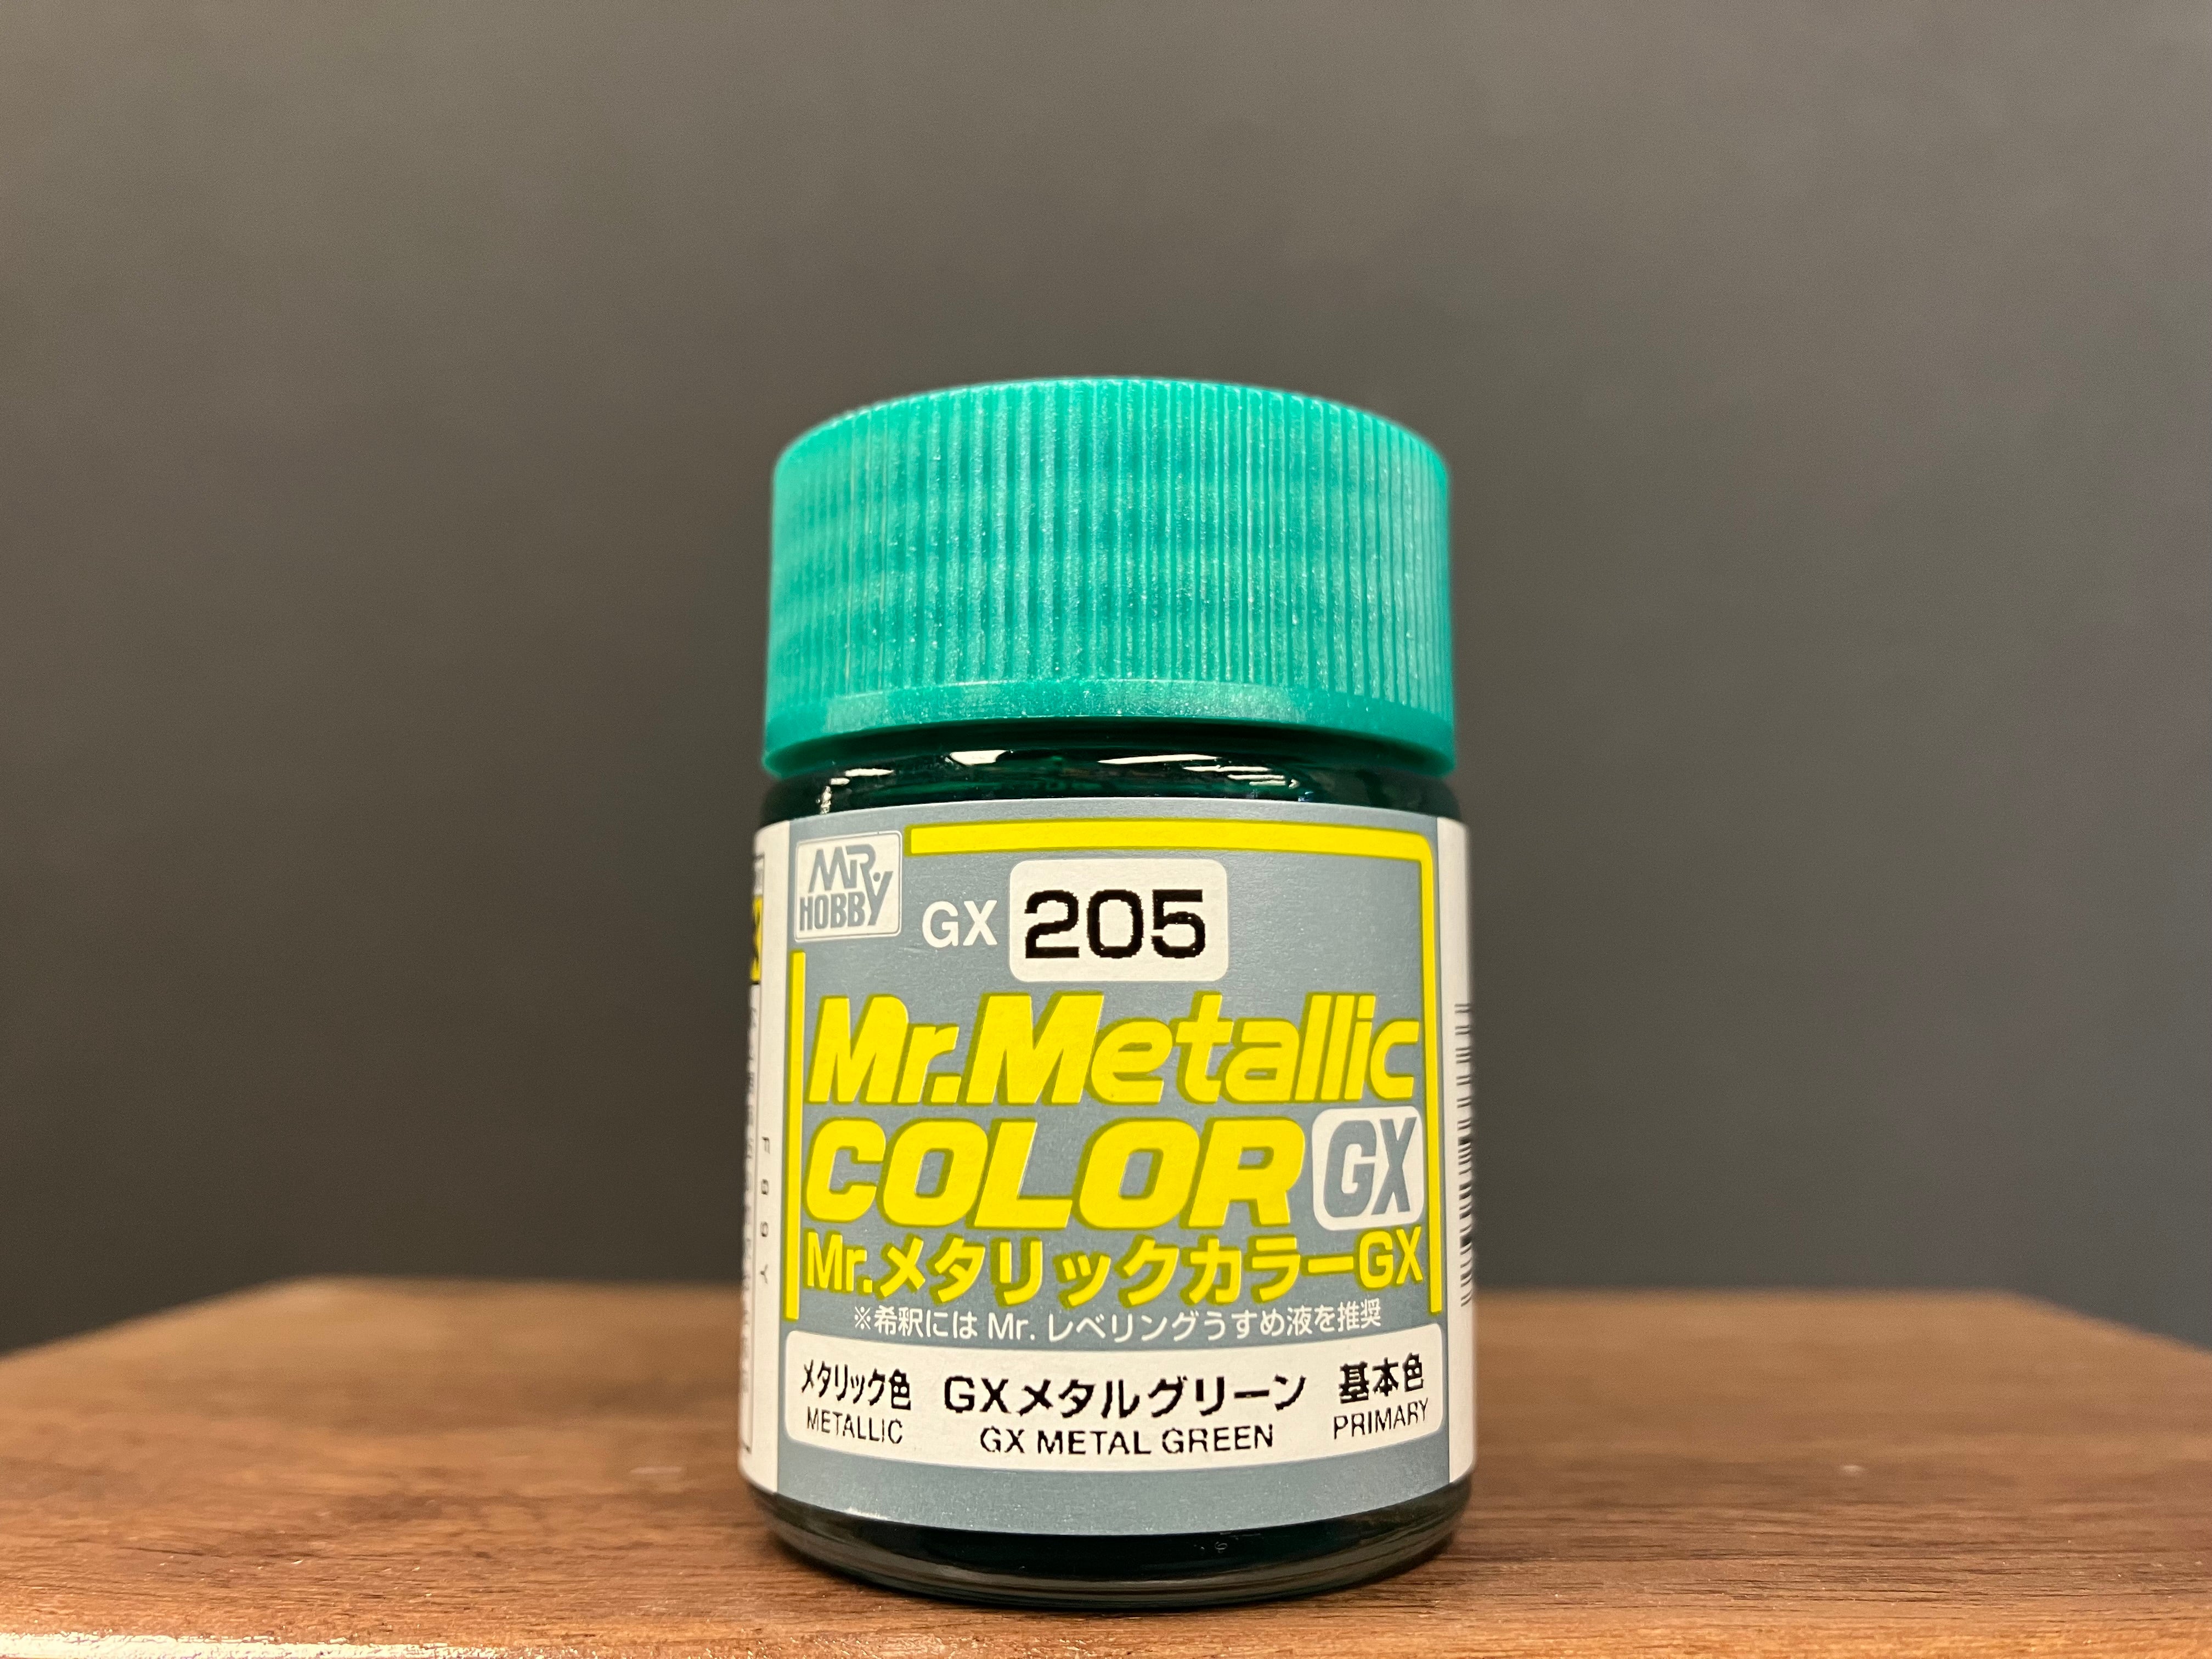 MR.HOBBY
GX 205
Mr.Metallic
COLOR GX
Mr.メタリックカラーGX
※希釈には Mr. レベリングうすめ液を推奨
メタリック色 GXメタルグリーン 基本色
METALLIC GX METAL GREEN PRIMARY